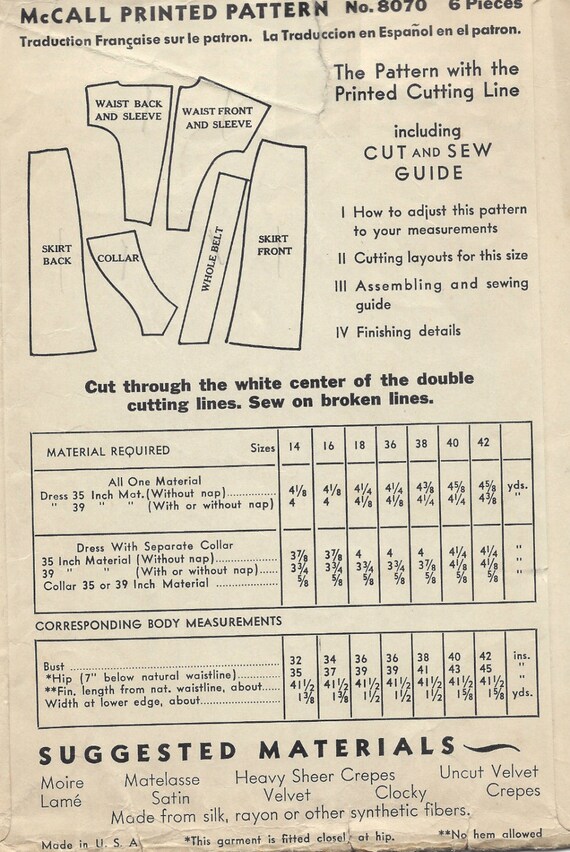 McCALL PRINTED PATTERN No. 8070 6 Pieces
Traduction Française sur le patron. La Traduccion en Español en el patron.
The Pattern with the
Printed Cutting Line
including
CUT AND SEW
GUIDE
I How to adjust this pattern
to your measurements
II Cutting layouts for this size
III Assembling and sewing
guide
IV Finishing details
WAIST BACK
AND SLEEVE
WAIST FRONT
AND SLEEVE
SKIRT
BACK
COLLAR
WHOLE BELT
SKIRT
FRONT
Cut through the white center of the double
cutting lines. Sew on broken lines.
MATERIAL REQUIRED Sizes 14 16 18 36 38 40 42
All One Material
Dress 35 Inch Mat. (Without nap) 4⅛ 4⅛ 4¼ 4¼ 4⅜ 4⅝ 4⅝ yds.
" 39 " " (With or without nap) 4 4 4⅛ 4⅛ 4¼ 4¼ 4⅜ "
Dress With Separate Collar
35 Inch Material (Without nap) 3⅞ 3⅞ 4 4 4 4¼ 4¼ "
39 " " (With or without nap) 3¾ 3¾ 3¾ 3¾ 3⅞ 4⅛ 4⅛ "
Collar 35 or 39 Inch Material ⅝ ⅝ ⅝ ⅝ ⅝ ⅝ ⅝ "
CORRESPONDING BODY MEASUREMENTS
Bust 32 34 36 36 38 40 42 ins.
*Hip (7" below natural waistline) 35 37 39 39 41 43 45 "
**Fin. length from nat. waistline, about 41½ 41½ 41½ 41½ 41½ 41½ 41½ "
Width at lower edge, about 1⅜ 1⅜ 1½ 1½ 1½ 1⅝ 1⅝ yds.
SUGGESTED MATERIALS
Moire Matelasse Heavy Sheer Crepes Uncut Velvet
Lamé Satin Velvet Clocky Crepes
Made from silk, rayon or other synthetic fibers.
Made in U. S. A. *This garment is fitted closely at hip. **No hem allowed